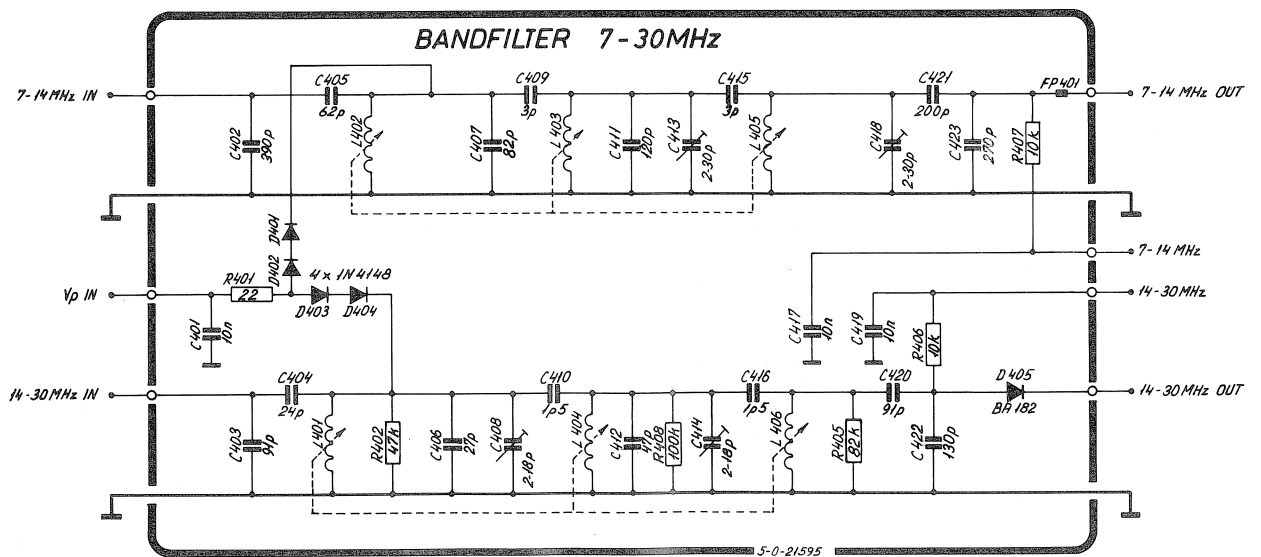 BANDFILTER 7-30MHz
7-14MHz IN
C405
62p
C409
3p
C415
3p
C421
200p
FP401
7-14 MHz OUT
C402
390p
L402
C407
82p
L403
C411
120p
C413
2-30p
L405
C418
2-30p
C423
270p
R407
10k
D401
D402
7-14 MHz
R401
22
4 x 1N4148
Vp IN
D403
D404
14-30MHz
C401
10n
C417
10n
C419
10n
R406
10k
14-30MHz IN
C404
24p
C410
1p5
C416
1p5
C420
91p
D405
BA 182
14-30MHz OUT
C403
91p
L401
R402
47k
C406
27p
C408
2-18p
L404
C412
47p
R408
100k
C414
2-18p
L406
R405
82k
C422
130p
5-0-21595